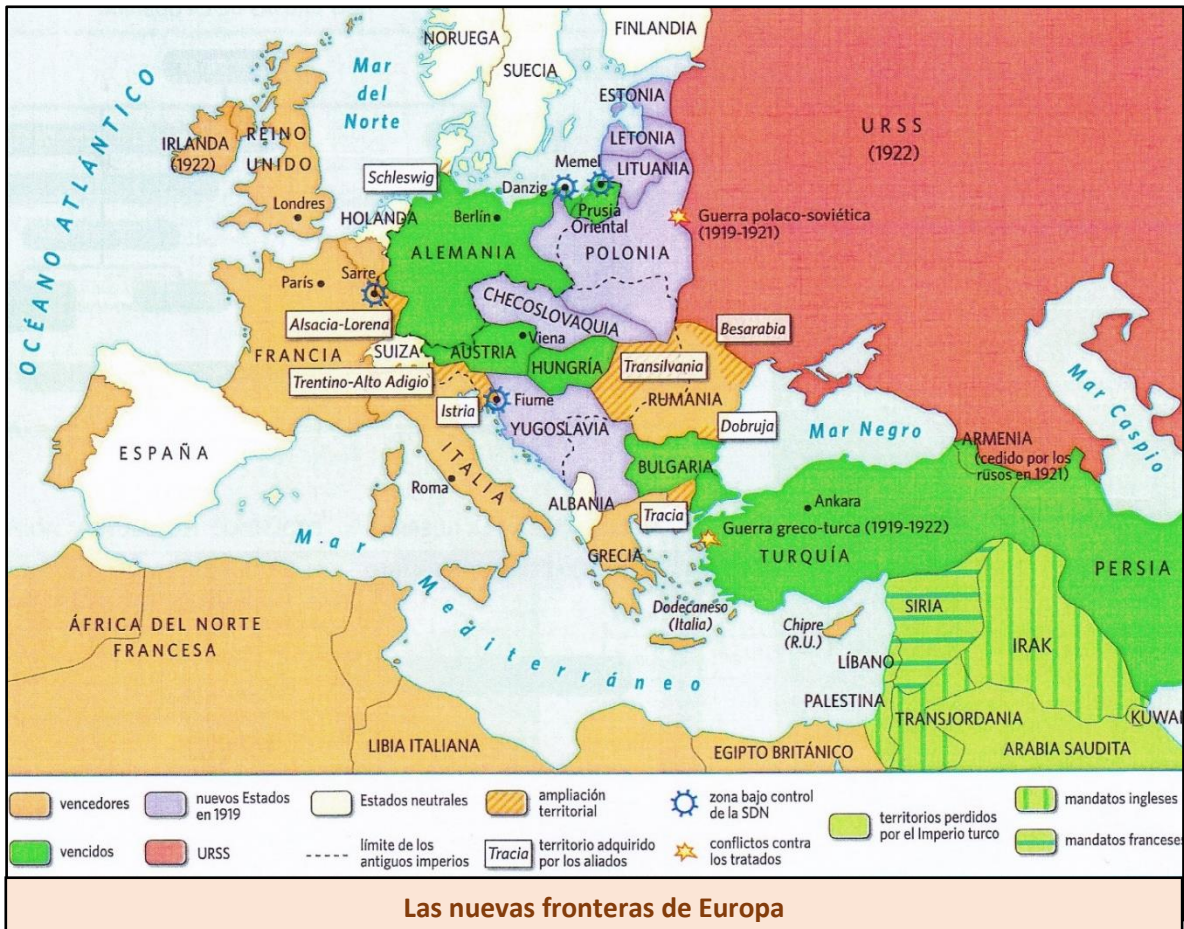 NORUEGA
FINLANDIA
SUECIA
Mar
del
Norte
OCÉANO ATLÁNTICO
ESTONIA
LETONIA
LITUANIA
URSS
(1922)
IRLANDA
(1922)
REINO
UNIDO
Londres
Schleswig
Memel
Danzig
HOLANDA
Berlín
Prusia
Oriental
Guerra polaco-soviética
(1919-1921)
ALEMANIA
POLONIA
París
Sarre
CHECOSLOVAQUIA
Alsacia-Lorena
Viena
Besarabia
FRANCIA
SUIZA
AUSTRIA
HUNGRÍA
Transilvania
Trentino-Alto Adigio
RUMANIA
Istria
Fiume
Dobruja
Mar Negro
Mar Caspio
YUGOSLAVIA
ESPAÑA
ITALIA
BULGARIA
ARMENIA
(cedido por los
rusos en 1921)
Roma
ALBANIA
Tracia
Ankara
Guerra greco-turca (1919-1922)
Mar Mediterráneo
GRECIA
TURQUÍA
PERSIA
ÁFRICA DEL NORTE
FRANCESA
Dodecaneso
(Italia)
Chipre
(R.U.)
SIRIA
LÍBANO
IRAK
PALESTINA
TRANSJORDANIA
KUWAI
LIBIA ITALIANA
EGIPTO BRITÁNICO
ARABIA SAUDITA
vencedores
nuevos Estados
en 1919
Estados neutrales
ampliación
territorial
zona bajo control
de la SDN
territorios perdidos
por el Imperio turco
mandatos ingleses
vencidos
URSS
límite de los
antiguos imperios
Tracia
territorio adquirido
por los aliados
conflictos contra
los tratados
mandatos franceses
Las nuevas fronteras de Europa